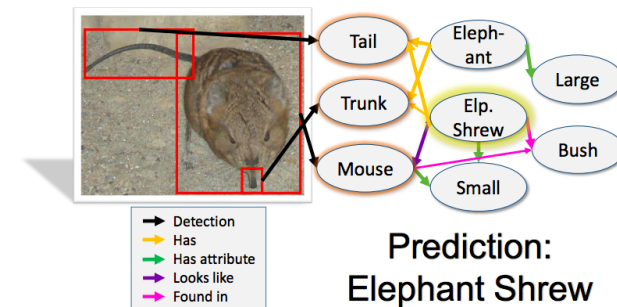 Tail
Eleph-
ant
Large
Trunk
Elp.
Shrew
Bush
Mouse
Small
Detection
Has
Has attribute
Looks like
Found in
Prediction:
Elephant Shrew